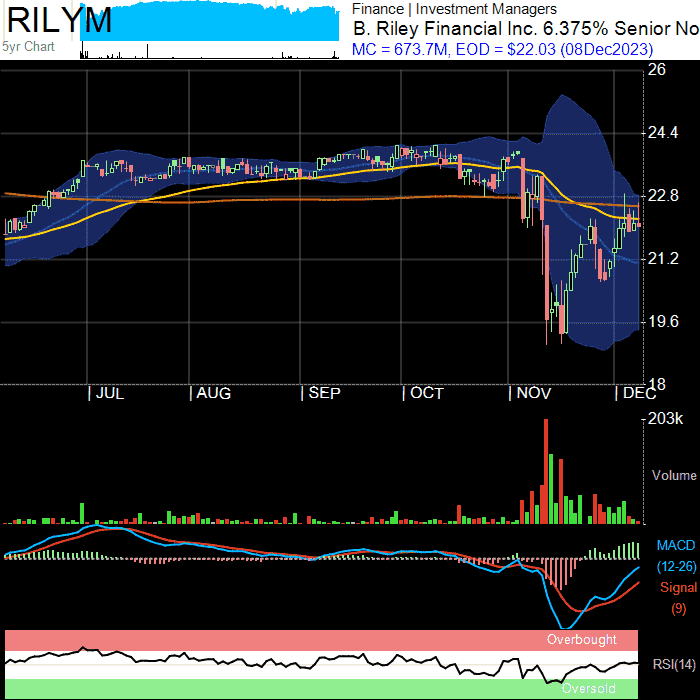 RILYM
5yr Chart
Finance | Investment Managers
B. Riley Financial Inc. 6.375% Senior No
MC = 673.7M, EOD = $22.03 (08Dec2023)
26
24.4
22.8
21.2
19.6
18
JUL AUG SEP OCT NOV DEC
203k
Volume
MACD
(12-26)
Signal
(9)
Overbought
RSI(14)
Oversold